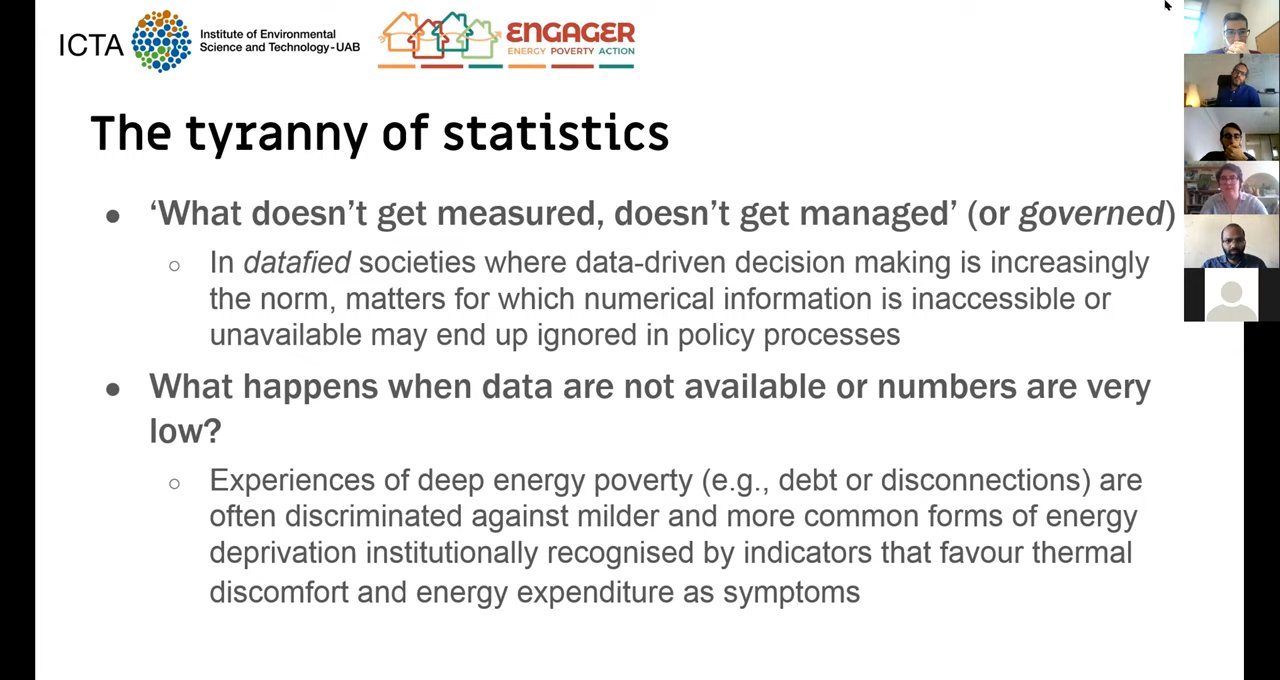 ICTA
Institute of Environmental
Science and Technology-UAB
ENGAGER
ENERGY POVERTY ACTION
The tyranny of statistics
● ‘What doesn’t get measured, doesn’t get managed’ (or governed)
○ In datafied societies where data-driven decision making is increasingly
the norm, matters for which numerical information is inaccessible or
unavailable may end up ignored in policy processes
● What happens when data are not available or numbers are very
low?
○ Experiences of deep energy poverty (e.g., debt or disconnections) are
often discriminated against milder and more common forms of energy
deprivation institutionally recognised by indicators that favour thermal
discomfort and energy expenditure as symptoms